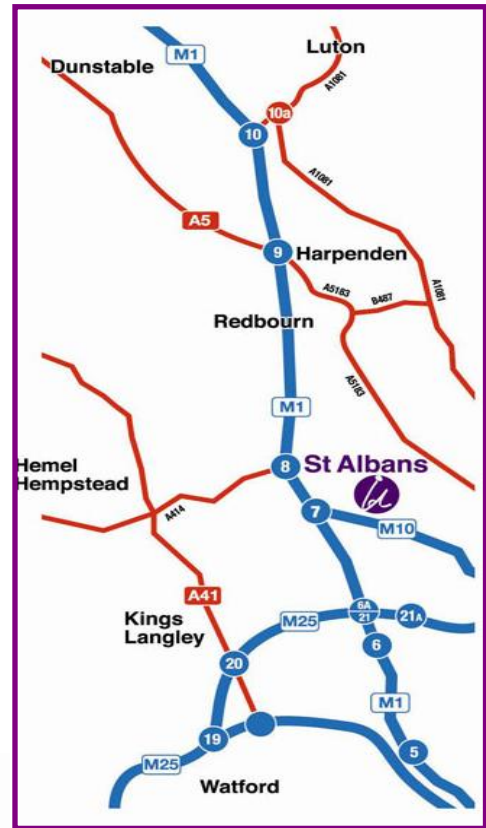 Luton
M1
Dunstable
A1081
10a
10
A1081
A5
9
Harpenden
A5183
B487
A1081
Redbourn
A5183
M1
St Albans
8
Hemel
Hempstead
7
A414
M10
A41
6A
21
21A
Kings
Langley
M25
6
20
M1
19
5
M25
Watford